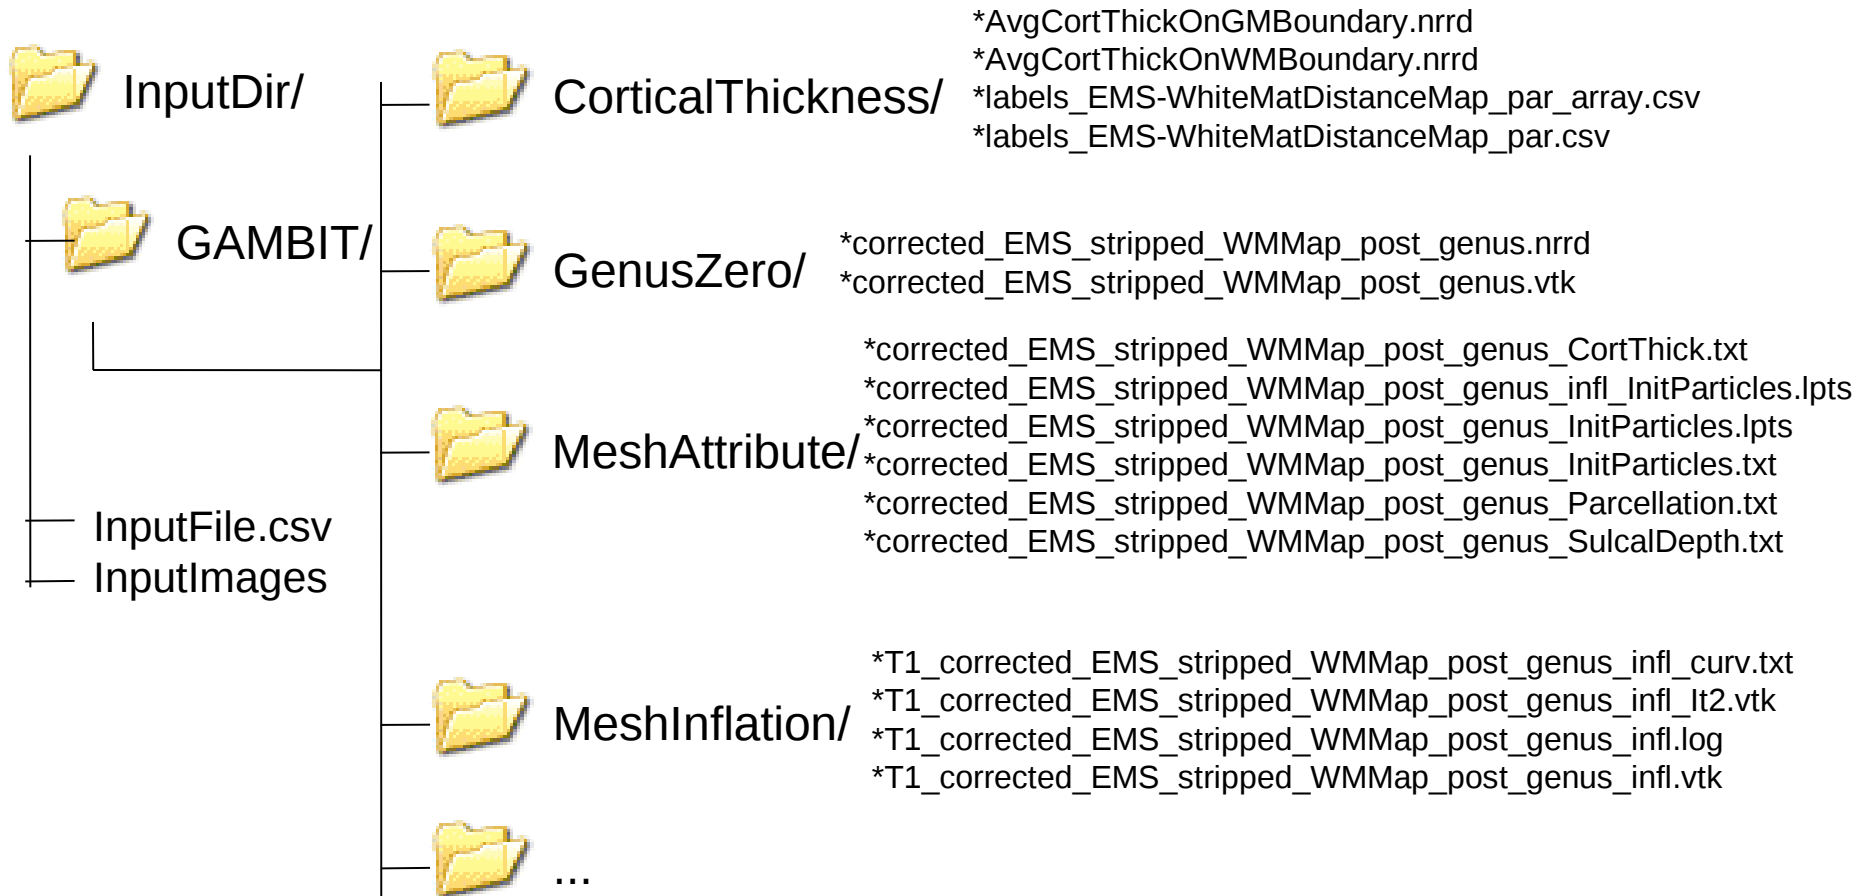 InputDir/
GAMBIT/
InputFile.csv
InputImages
CorticalThickness/
*AvgCortThickOnGMBoundary.nrrd
*AvgCortThickOnWMBoundary.nrrd
*labels_EMS-WhiteMatDistanceMap_par_array.csv
*labels_EMS-WhiteMatDistanceMap_par.csv
GenusZero/
*corrected_EMS_stripped_WMMap_post_genus.nrrd
*corrected_EMS_stripped_WMMap_post_genus.vtk
MeshAttribute/
*corrected_EMS_stripped_WMMap_post_genus_CortThick.txt
*corrected_EMS_stripped_WMMap_post_genus_infl_InitParticles.lpts
*corrected_EMS_stripped_WMMap_post_genus_InitParticles.lpts
*corrected_EMS_stripped_WMMap_post_genus_InitParticles.txt
*corrected_EMS_stripped_WMMap_post_genus_Parcellation.txt
*corrected_EMS_stripped_WMMap_post_genus_SulcalDepth.txt
MeshInflation/
*T1_corrected_EMS_stripped_WMMap_post_genus_infl_curv.txt
*T1_corrected_EMS_stripped_WMMap_post_genus_infl_It2.vtk
*T1_corrected_EMS_stripped_WMMap_post_genus_infl.log
*T1_corrected_EMS_stripped_WMMap_post_genus_infl.vtk
...